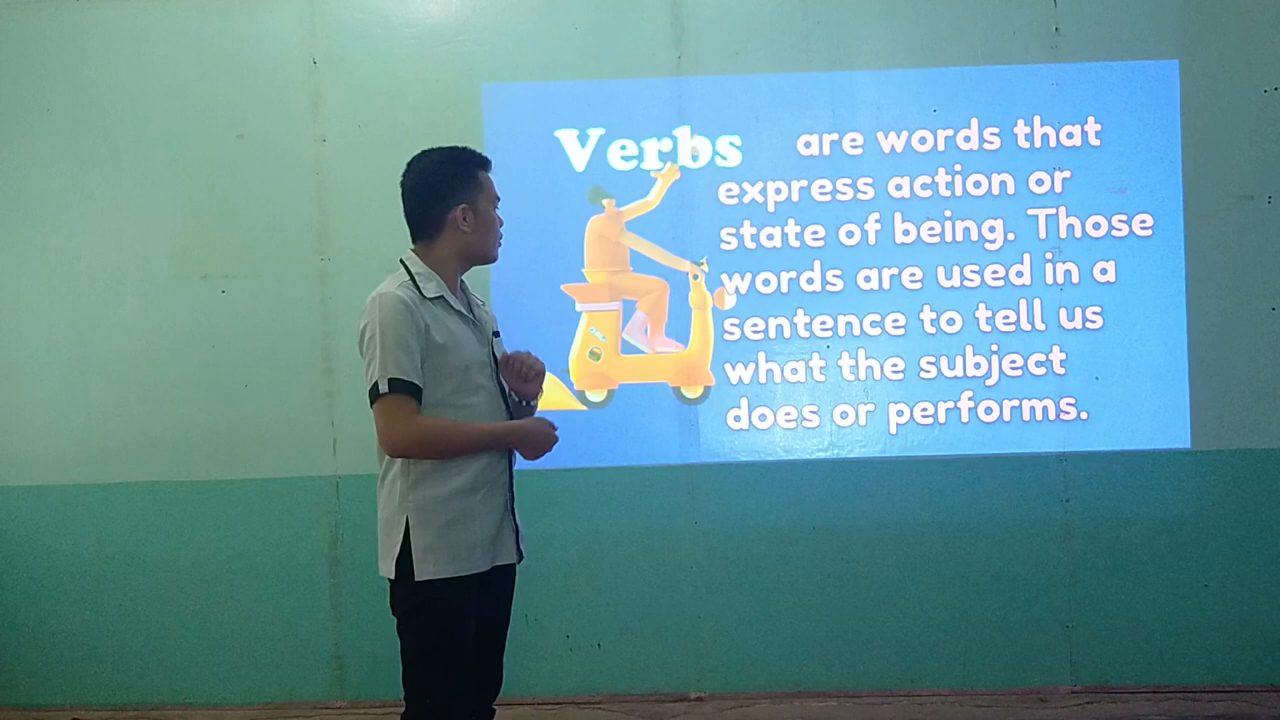 Verbs are words that
express action or
state of being. Those
words are used in a
sentence to tell us
what the subject
does or performs.